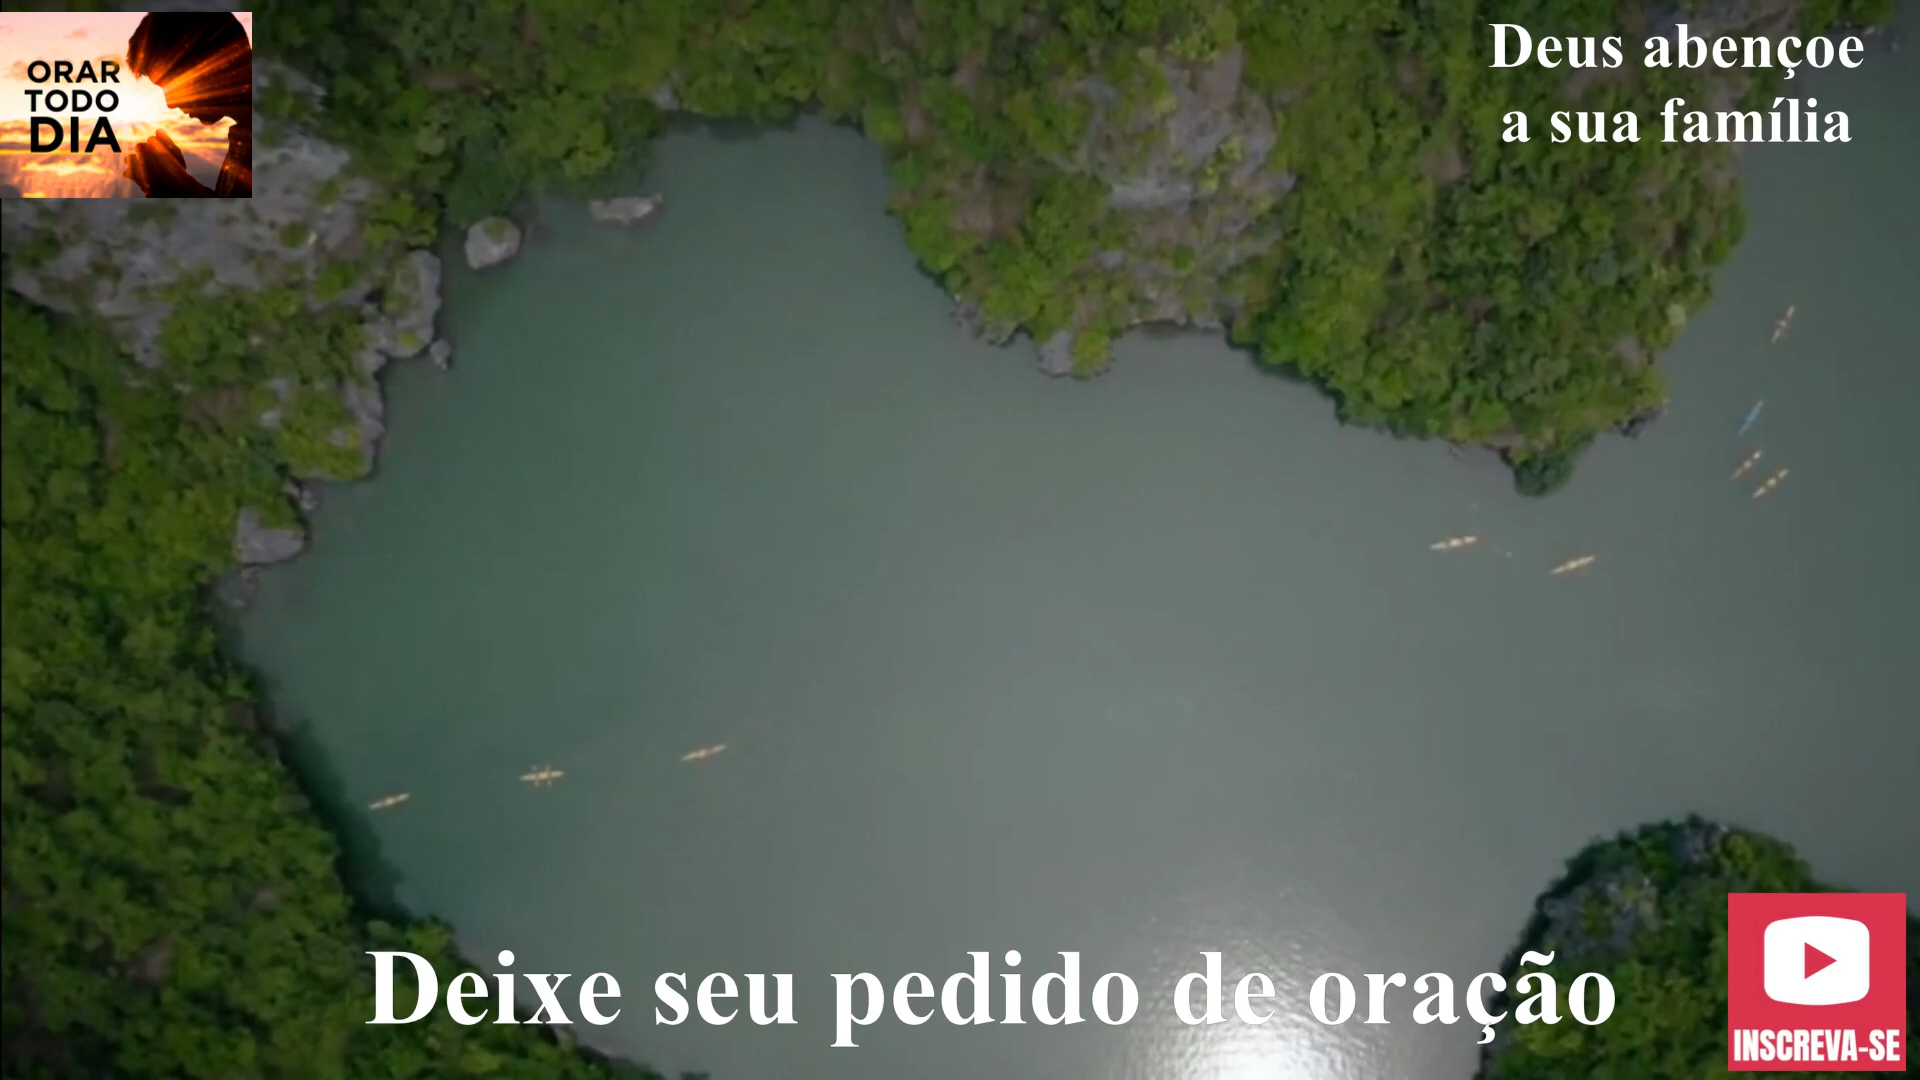 ORAR
TODO
DIA
Deus abençoe
a sua família
Deixe seu pedido de oração
INSCREVA-SE